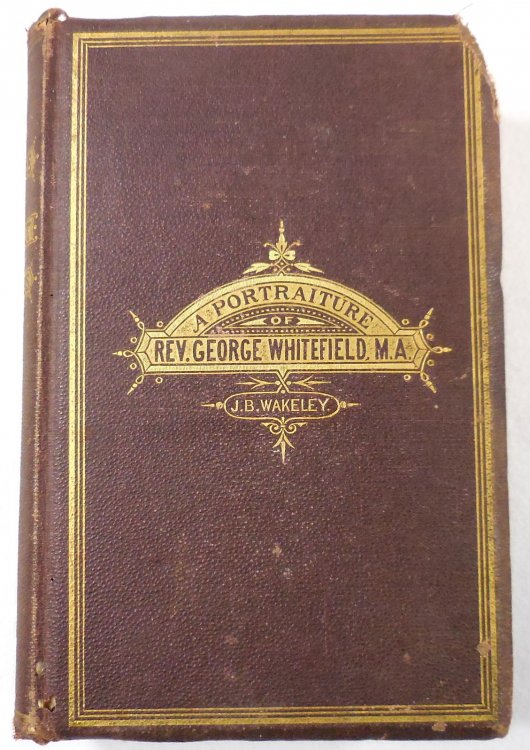 A PORTRAITURE
OF
REV. GEORGE WHITEFIELD, M.A.
J.B. WAKELEY.